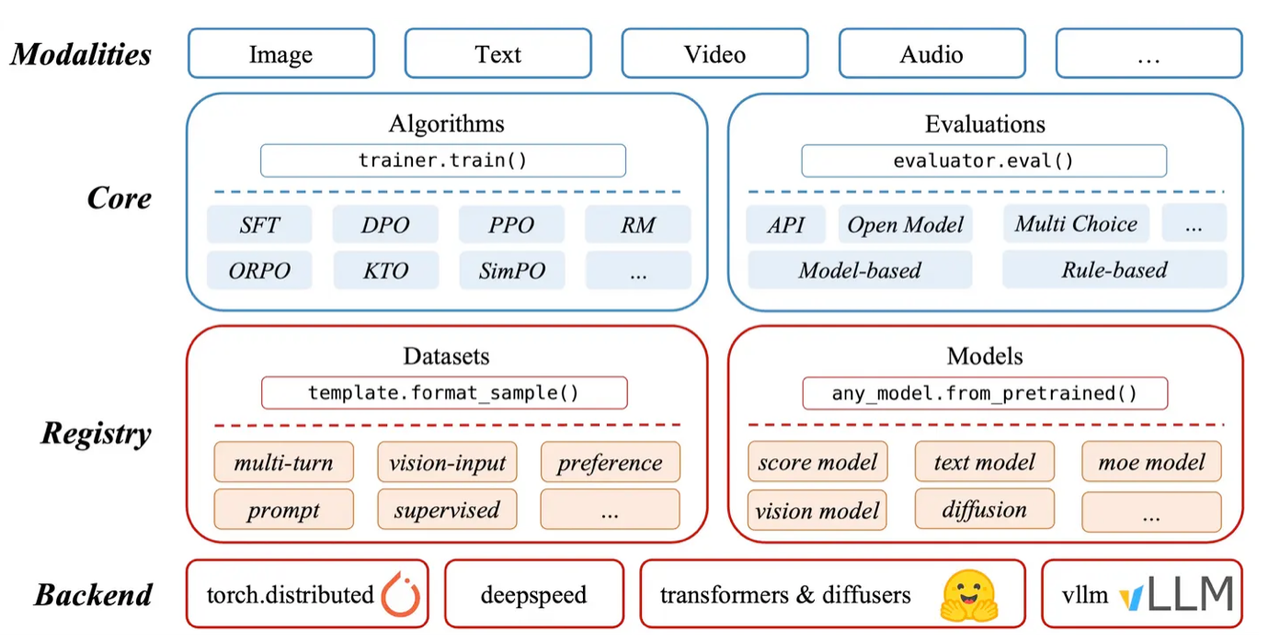 Modalities
Image
Text
Video
Audio
...
Core
Algorithms
trainer.train()
SFT
DPO
PPO
RM
ORPO
KTO
SimPO
...
Evaluations
evaluator.eval()
API
Open Model
Multi Choice
...
Model-based
Rule-based
Registry
Datasets
template.format_sample()
multi-turn
vision-input
preference
prompt
supervised
...
Models
any_model.from_pretrained()
score model
text model
moe model
vision model
diffusion
...
Backend
torch.distributed
deepspeed
transformers & diffusers
vllm
vLLM